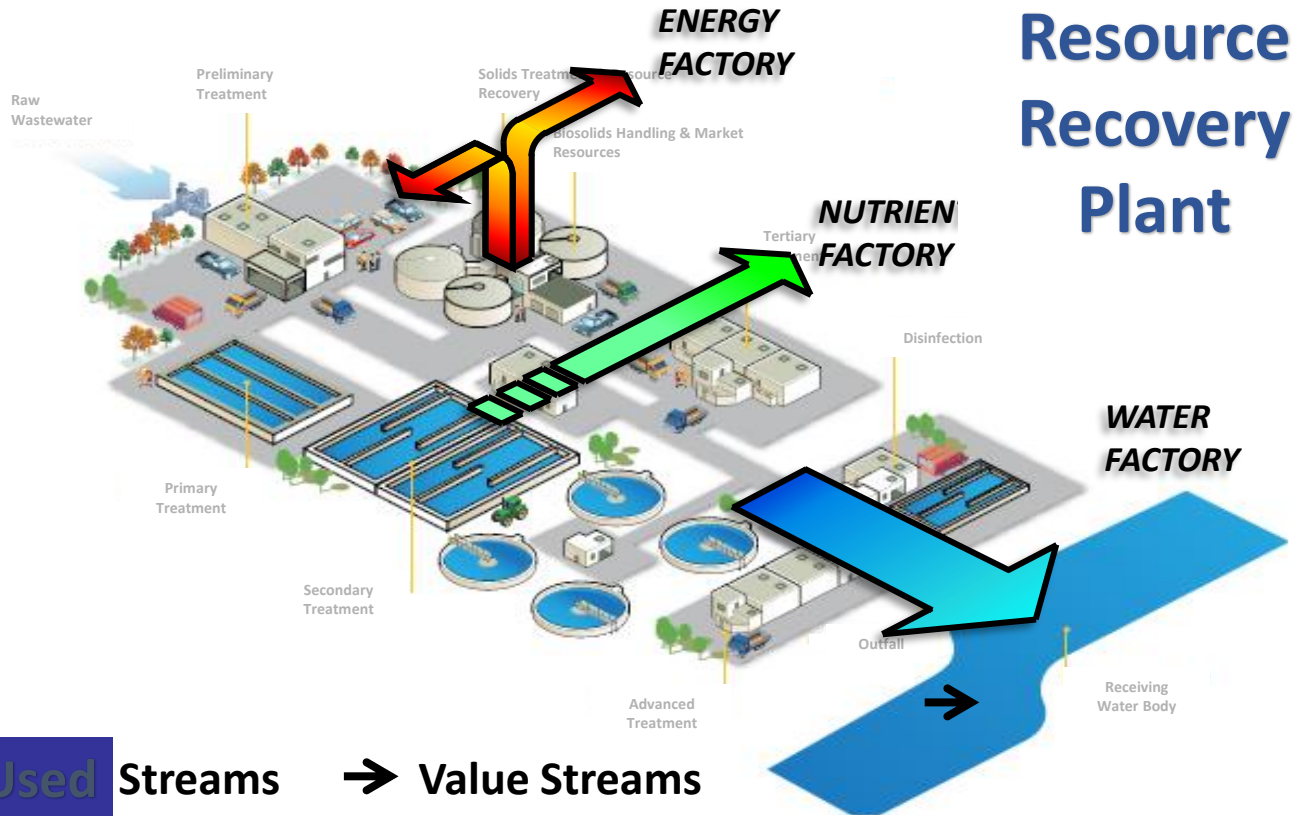 ENERGY
FACTORY
Resource
Recovery
Plant
Preliminary
Treatment
Solids
Recovery
Raw
Wastewater
Biosolids Handling & Market
Resources
NUTRIEN
FACTORY
Tertiary
Disinfection
WATER
FACTORY
Primary
Treatment
Secondary
Treatment
Outfall
Advanced
Treatment
Receiving
Water Body
Used Streams → Value Streams